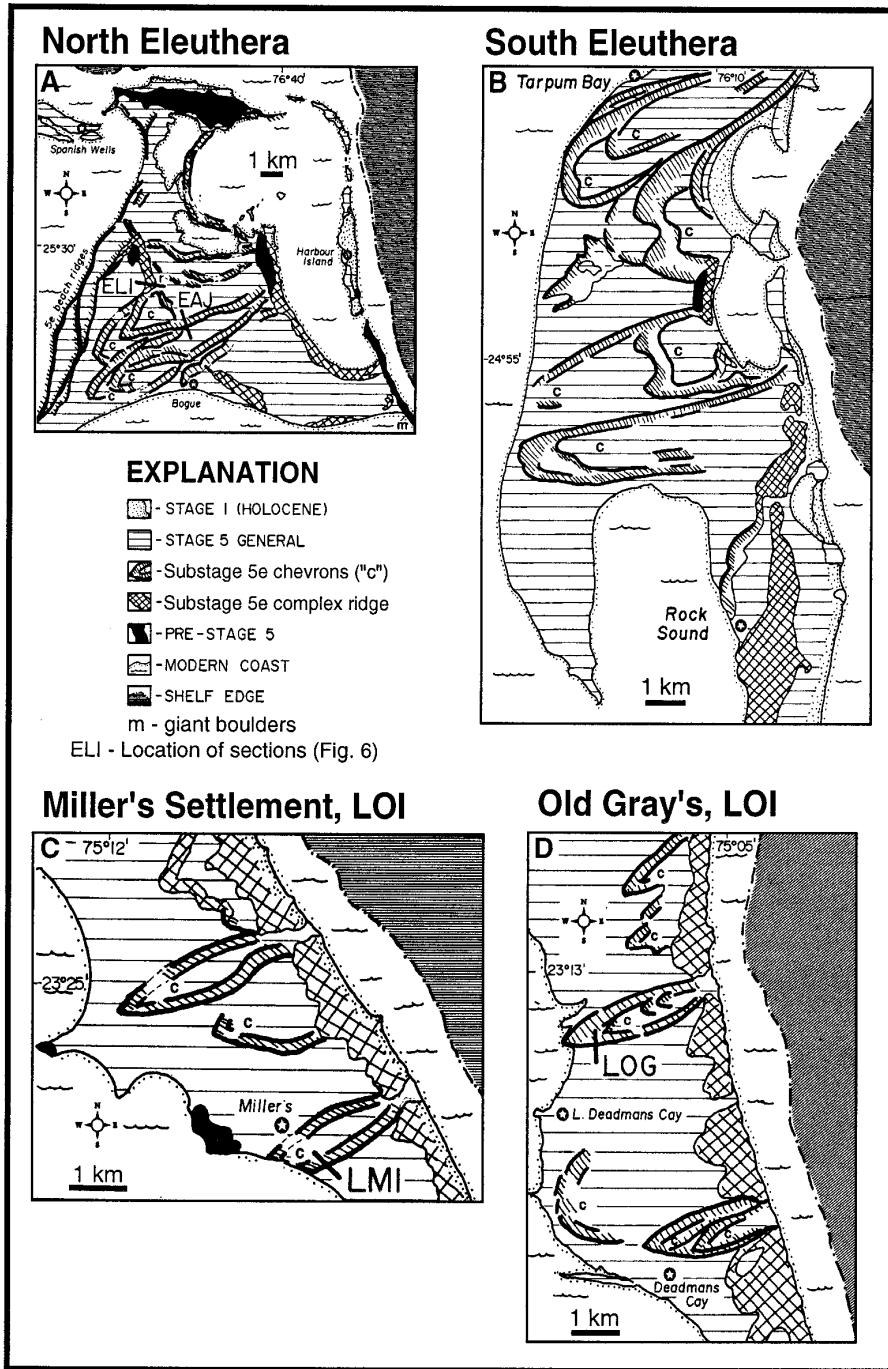 North Eleuthera
A
76°40'
Spanish Wells
1 km
N
W
E
S
25°30'
Harbour
Island
5e beach ridges
ELI
EAJ
c
c
c
c
Bogue
m
South Eleuthera
B
Tarpum Bay
76°10'
c
c
c
N
W
E
S
24°55'
c
c
c
Rock
Sound
1 km
EXPLANATION
- STAGE I (HOLOCENE)
- STAGE 5 GENERAL
-Substage 5e chevrons ("c")
-Substage 5e complex ridge
-PRE-STAGE 5
-MODERN COAST
-SHELF EDGE
m - giant boulders
ELI - Location of sections (Fig. 6)
Miller's Settlement, LOI
C
75°12'
23°25'
c
c
N
W
E
S
Miller's
c
1 km
LMI
Old Gray's, LOI
D
75°05'
c
N
W
E
S
c
23°13'
c
LOG
L. Deadmans Cay
c
c
c
Deadmans
Cay
1 km